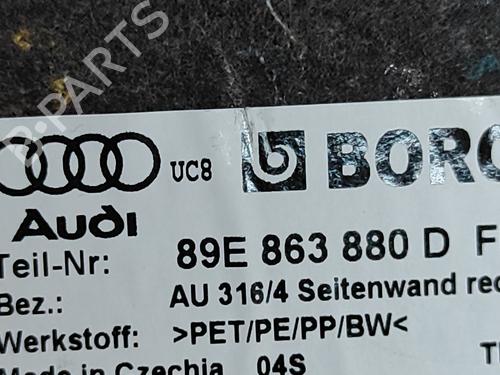 B-PARTS
UC8 BORG
Audi
Teil-Nr: 89E 863 880 D F
Bez.: AU 316/4 Seitenwand rec
Werkstoff: >PET/PE/PP/BW<
Made in Czechia 04S